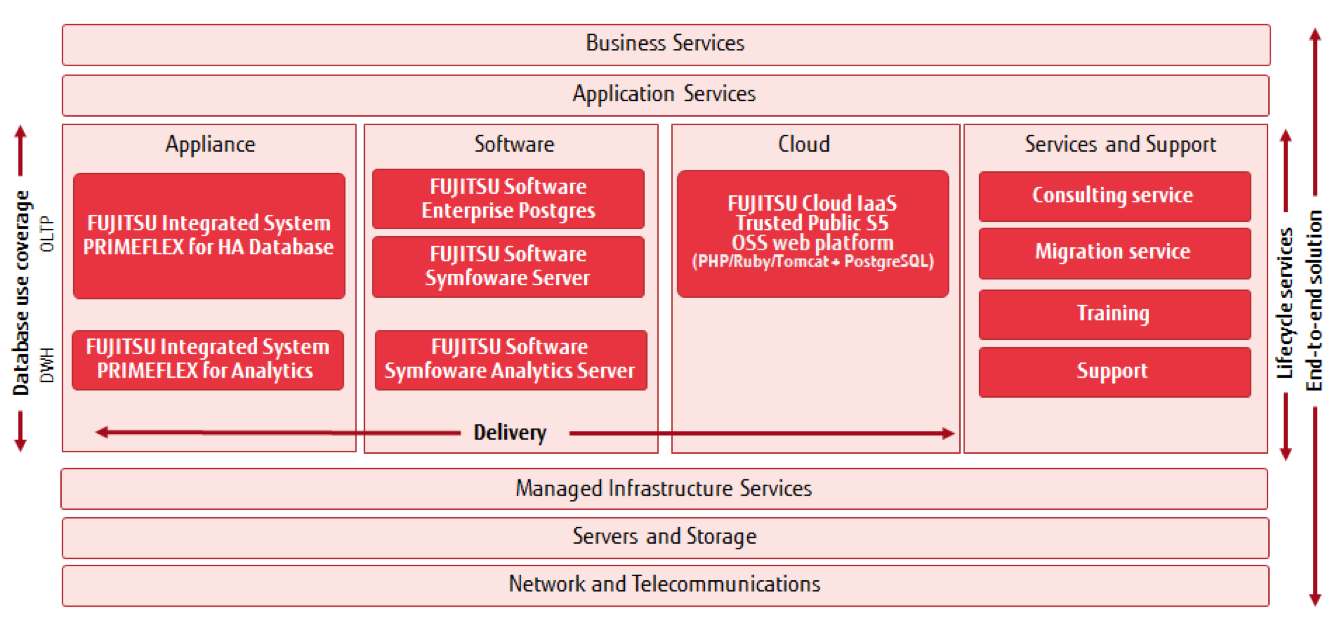 Business Services
Application Services
Database use coverage
OLTP
DWH
Appliance
FUJITSU Integrated System
PRIMEFLEX for HA Database
FUJITSU Integrated System
PRIMEFLEX for Analytics
Software
FUJITSU Software
Enterprise Postgres
FUJITSU Software
Symfoware Server
FUJITSU Software
Symfoware Analytics Server
Cloud
FUJITSU Cloud IaaS
Trusted Public S5
OSS web platform
(PHP/Ruby/Tomcat + PostgreSQL)
Delivery
Services and Support
Consulting service
Migration service
Training
Support
Lifecycle services
End-to-end solution
Managed Infrastructure Services
Servers and Storage
Network and Telecommunications